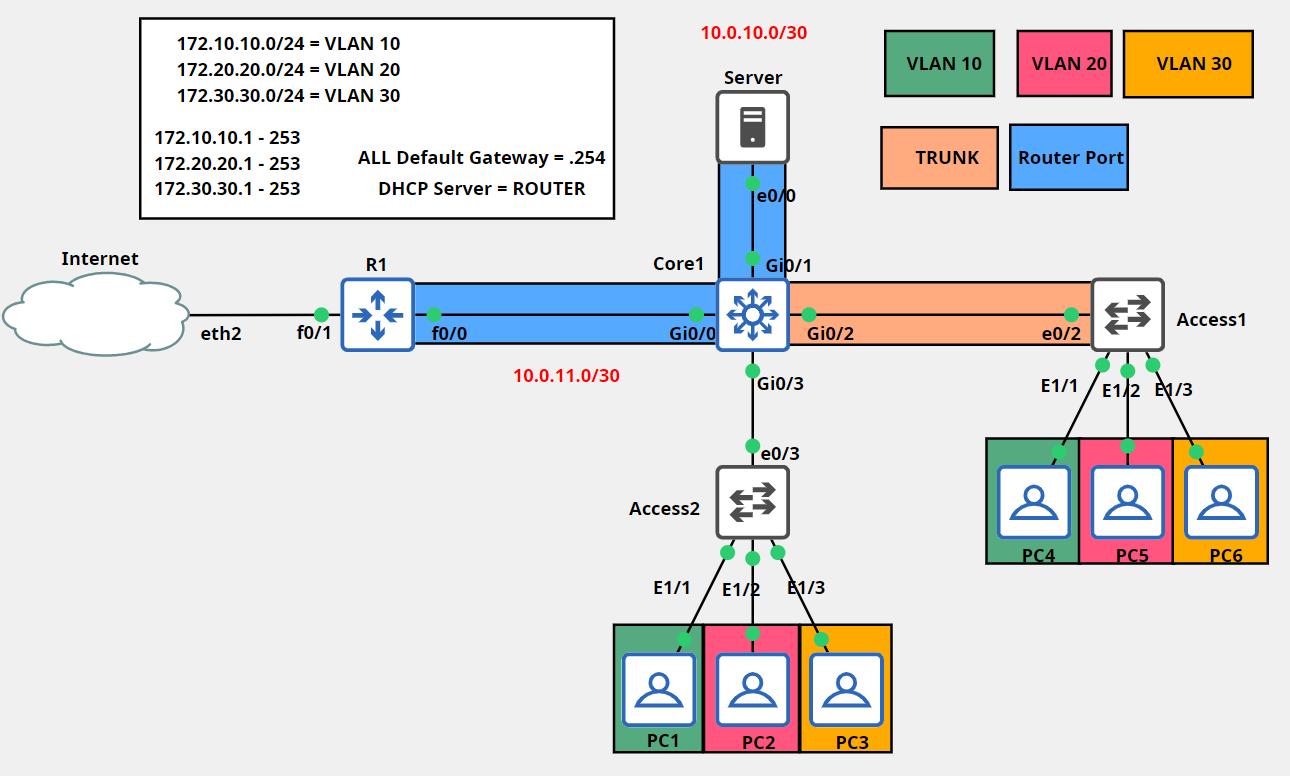 172.10.10.0/24 = VLAN 10
172.20.20.0/24 = VLAN 20
172.30.30.0/24 = VLAN 30
172.10.10.1 - 253
172.20.20.1 - 253
172.30.30.1 - 253
ALL Default Gateway = .254
DHCP Server = ROUTER
10.0.10.0/30
Server
e0/0
VLAN 10
VLAN 20
VLAN 30
TRUNK
Router Port
Internet
eth2
f0/1
R1
f0/0
10.0.11.0/30
Core1
Gi0/1
Gi0/0
Gi0/2
Gi0/3
e0/2
Access1
E1/1
E1/2
E1/3
PC4
PC5
PC6
e0/3
Access2
E1/1
E1/2
E1/3
PC1
PC2
PC3